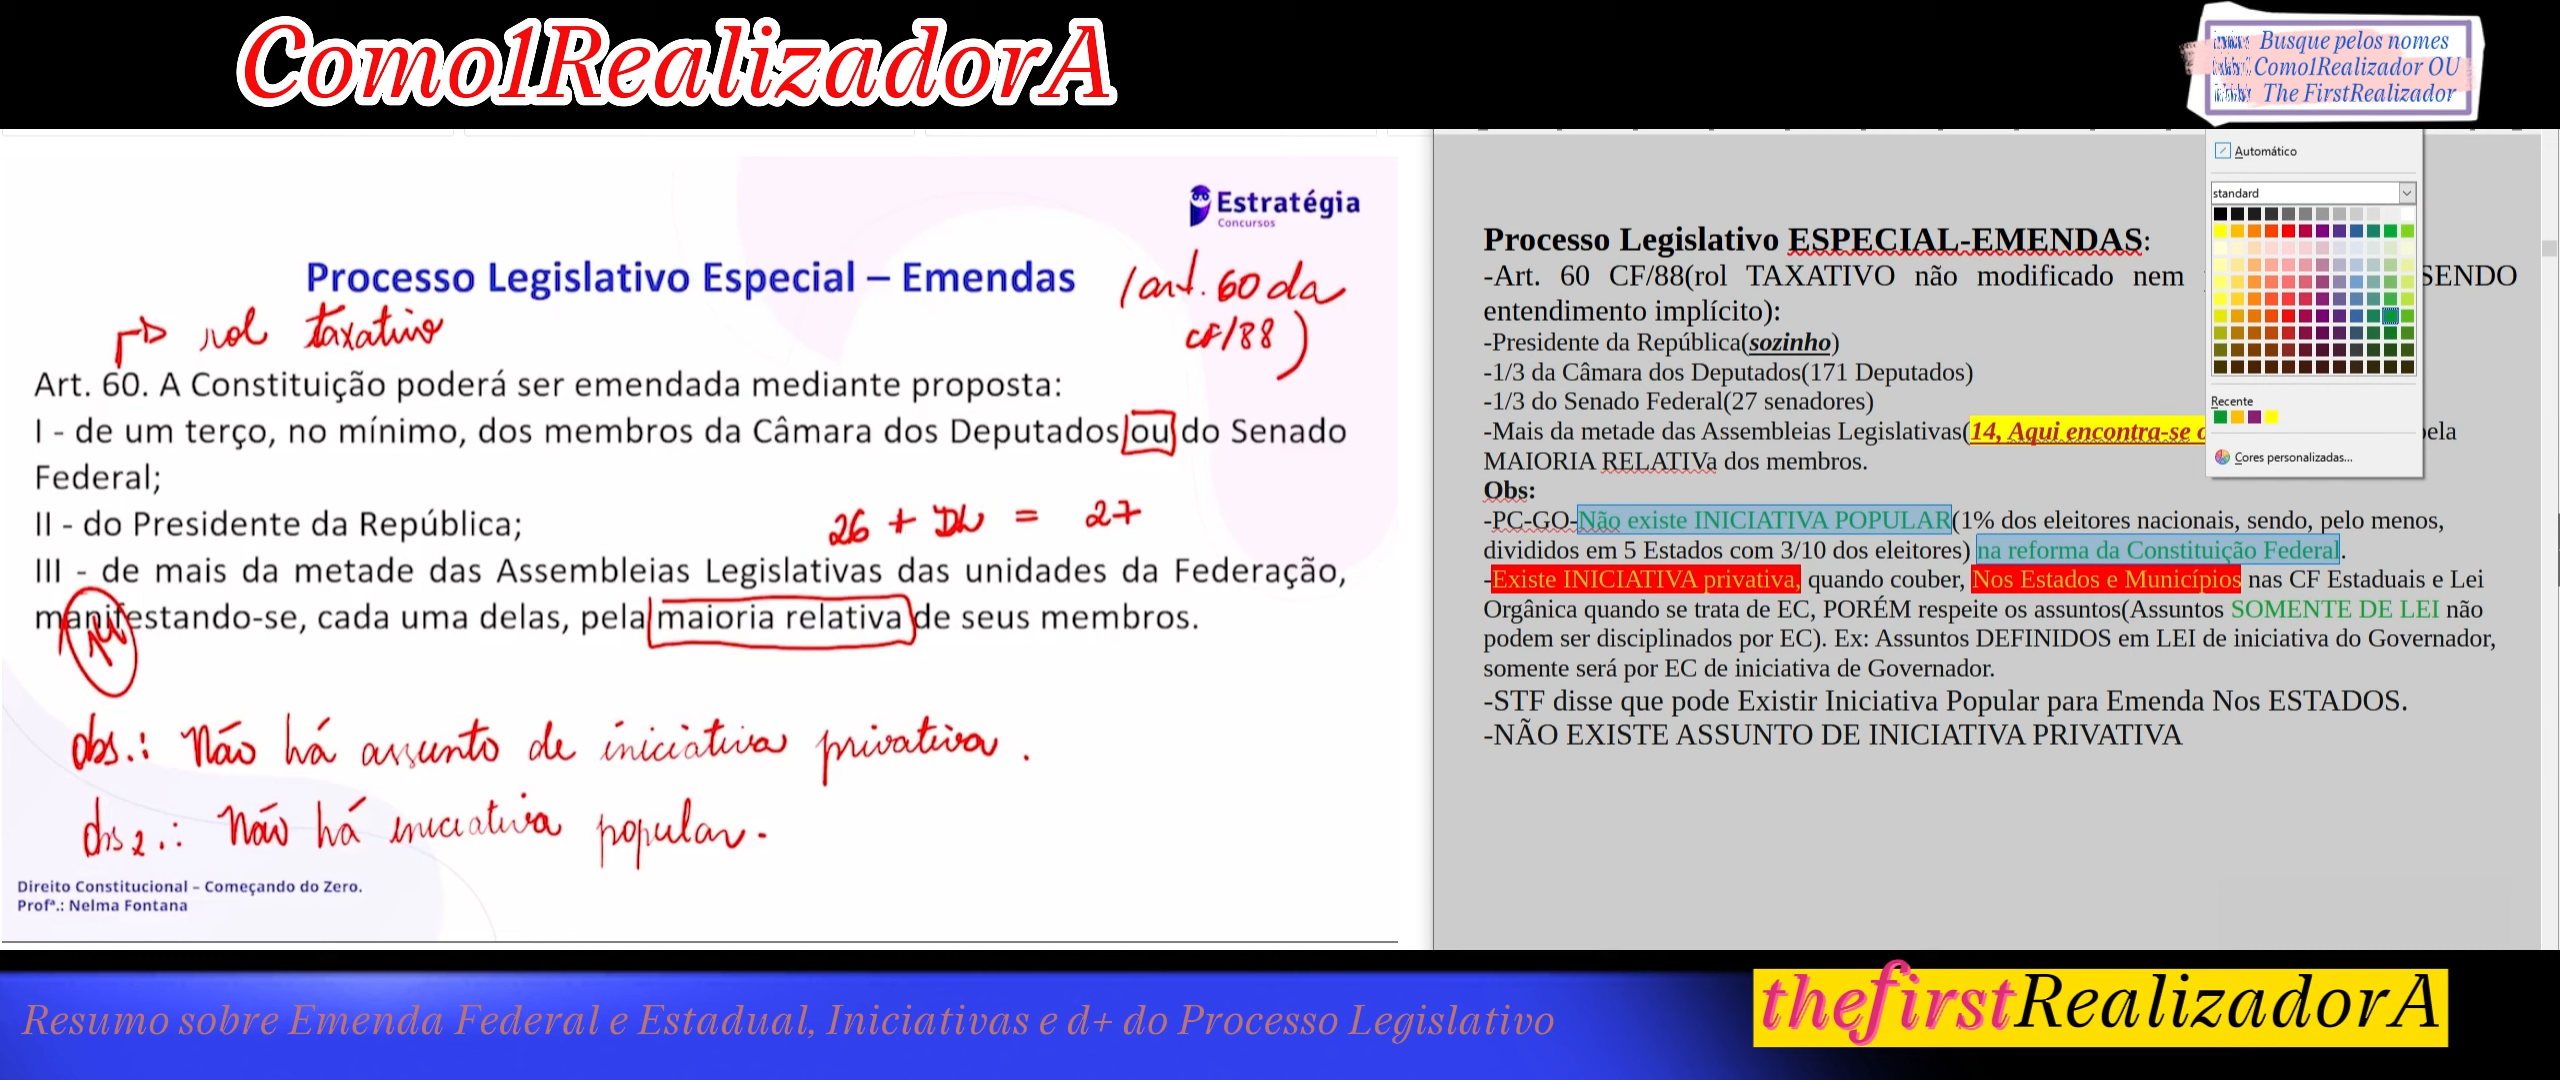 Como1RealizadorA
Busque pelos nomes
Como1Realizador OU
The FirstRealizador
Estratégia
Concursos
Processo Legislativo Especial – Emendas
(art. 60 da
CF/88)
rol taxativo
Art. 60. A Constituição poderá ser emendada mediante proposta:
I - de um terço, no mínimo, dos membros da Câmara dos Deputados ou do Senado
Federal;
II - do Presidente da República;
26 + DL = 27
III - de mais da metade das Assembleias Legislativas das unidades da Federação,
manifestando-se, cada uma delas, pela maioria relativa de seus membros.
14
obs.: Não há assunto de iniciativa privativa.
obs 2.: Não há iniciativa popular.
Direito Constitucional – Começando do Zero.
Profª.: Nelma Fontana
Automático
standard
Recente
Cores personalizadas...
Processo Legislativo ESPECIAL-EMENDAS:
-Art. 60 CF/88(rol TAXATIVO não modificado nem SENDO
entendimento implícito):
-Presidente da República(sozinho)
-1/3 da Câmara dos Deputados(171 Deputados)
-1/3 do Senado Federal(27 senadores)
-Mais da metade das Assembleias Legislativas(14, Aqui encontra-se
MAIORIA RELATIVa dos membros.
Obs:
-PC-GO-Não existe INICIATIVA POPULAR(1% dos eleitores nacionais, sendo, pelo menos,
divididos em 5 Estados com 3/10 dos eleitores) na reforma da Constituição Federal.
-Existe INICIATIVA privativa, quando couber, Nos Estados e Municípios nas CF Estaduais e Lei
Orgânica quando se trata de EC, PORÉM respeite os assuntos(Assuntos SOMENTE DE LEI não
podem ser disciplinados por EC). Ex: Assuntos DEFINIDOS em LEI de iniciativa do Governador,
somente será por EC de iniciativa de Governador.
-STF disse que pode Existir Iniciativa Popular para Emenda Nos ESTADOS.
-NÃO EXISTE ASSUNTO DE INICIATIVA PRIVATIVA
Resumo sobre Emenda Federal e Estadual, Iniciativas e d+ do Processo Legislativo
thefirstRealizadorA